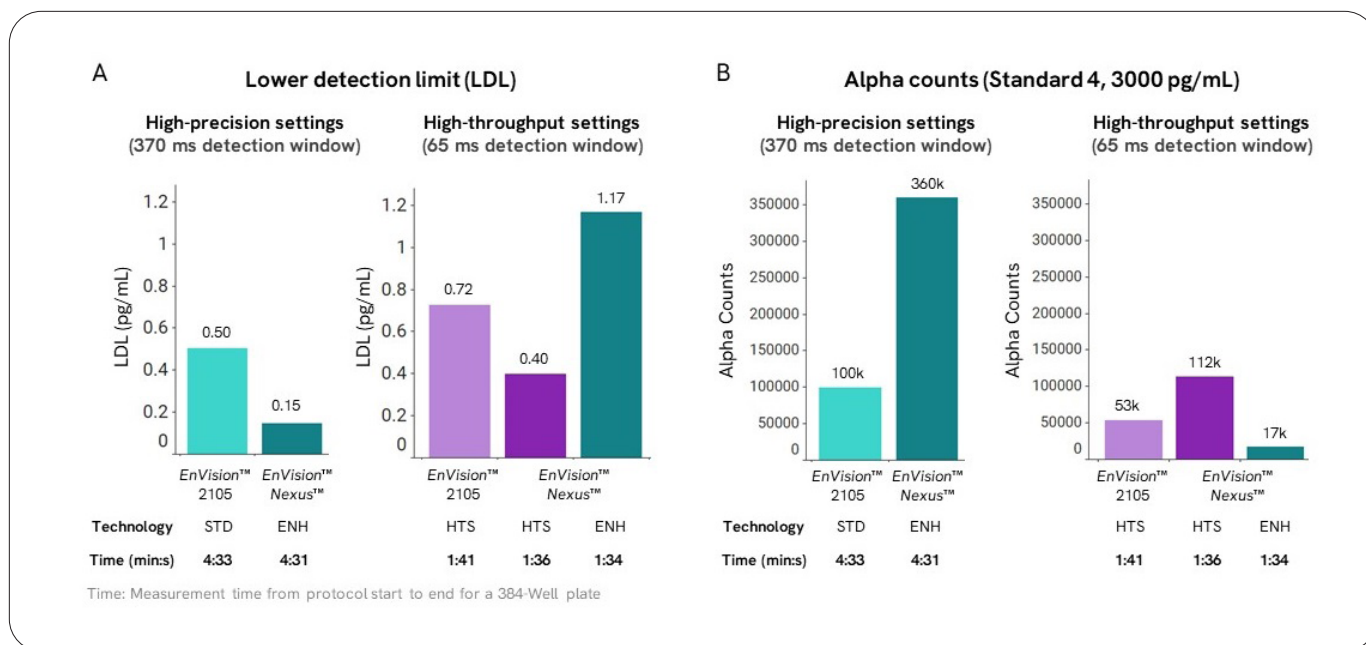 A
Lower detection limit (LDL)
High-precision settings
(370 ms detection window)
High-throughput settings
(65 ms detection window)
LDL (pg/mL)
1.2
1
0.8
0.6
0.4
0.2
0
0.50
0.15
EnVision™
2105
EnVision™
Nexus™
LDL (pg/mL)
1.2
1
0.8
0.6
0.4
0.2
0
0.72
0.40
1.17
EnVision™
2105
EnVision™
Nexus™
Technology STD ENH HTS HTS ENH
Time (min:s) 4:33 4:31 1:41 1:36 1:34
Time: Measurement time from protocol start to end for a 384-Well plate
B
Alpha counts (Standard 4, 3000 pg/mL)
High-precision settings
(370 ms detection window)
High-throughput settings
(65 ms detection window)
Alpha Counts
350000
300000
250000
200000
150000
100000
50000
0
100k
360k
EnVision™
2105
EnVision™
Nexus™
Alpha Counts
350000
300000
250000
200000
150000
100000
50000
0
53k
112k
17k
EnVision™
2105
EnVision™
Nexus™
Technology STD ENH HTS HTS ENH
Time (min:s) 4:33 4:31 1:41 1:36 1:34